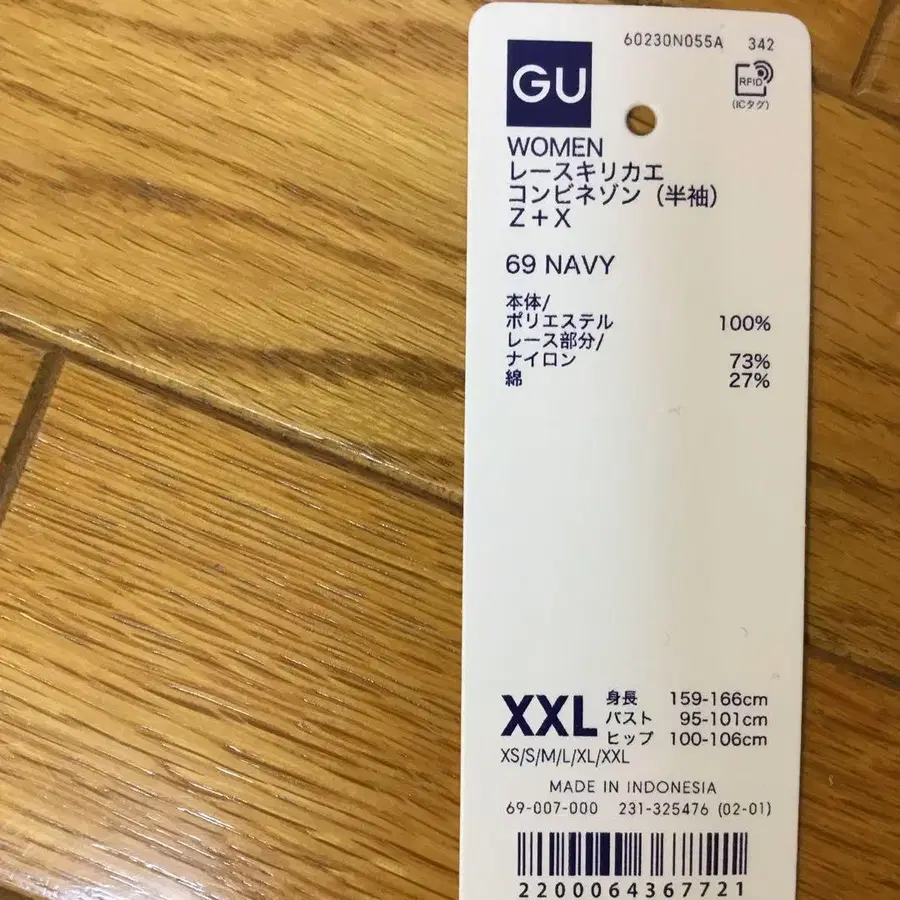 60230N055A 342
GU
RFID
(ICタグ)
WOMEN
レースキリカエ
コンビネゾン（半袖）
Z+X
69 NAVY
本体/
ポリエステル 100%
レース部分/
ナイロン 73%
綿 27%
XXL
身長 159-166cm
バスト 95-101cm
ヒップ 100-106cm
XS/S/M/L/XL/XXL
MADE IN INDONESIA
69-007-000 231-325476 (02-01)
2200064367721